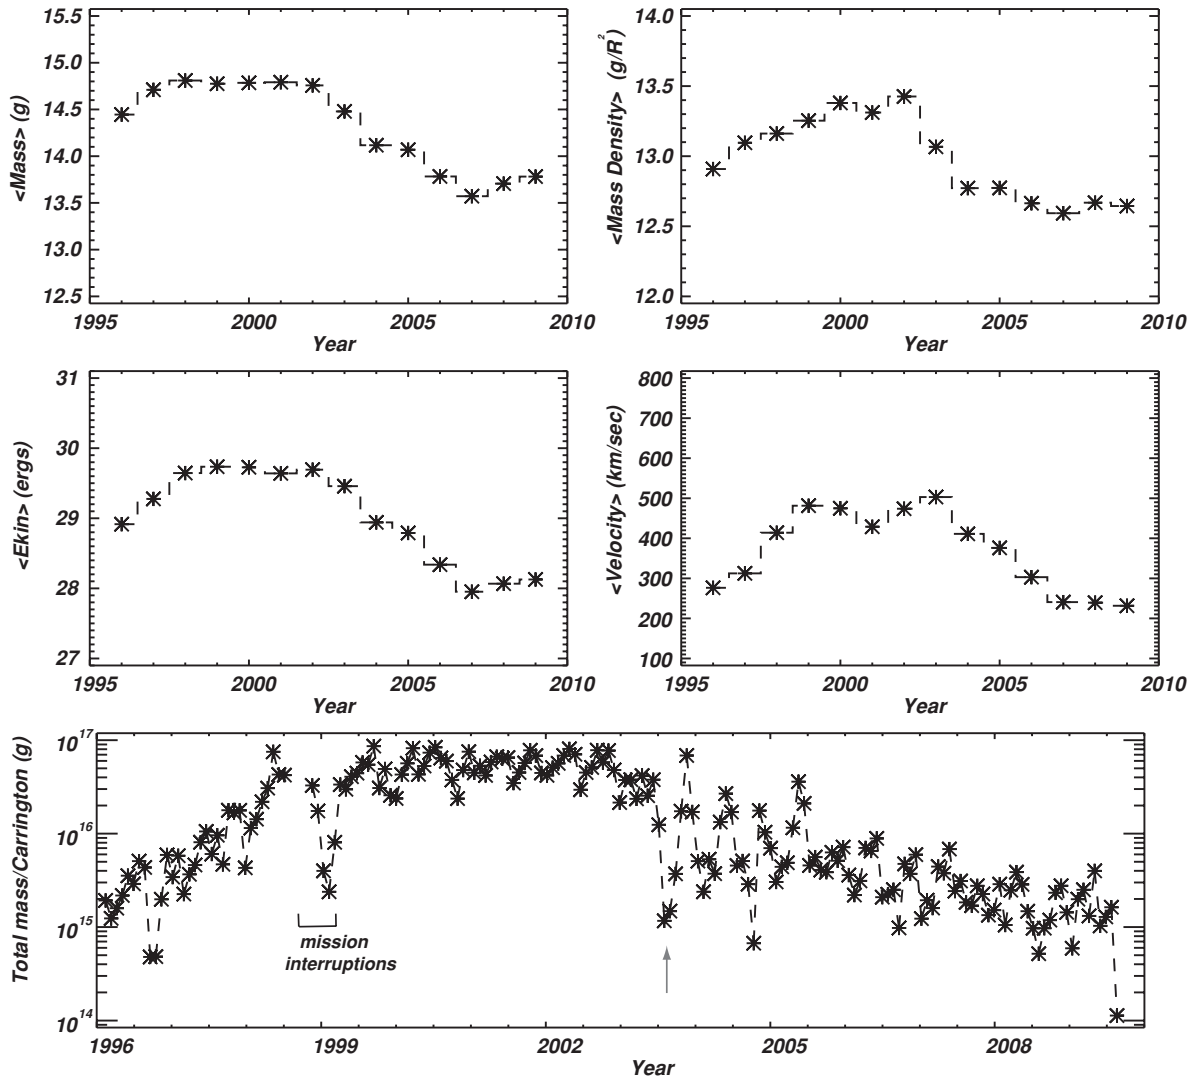 <Mass> (g)
15.5
15.0
14.5
14.0
13.5
13.0
12.5
1995 2000 2005 2010
Year
<Mass Density> (g/R²)
14.0
13.5
13.0
12.5
12.0
1995 2000 2005 2010
Year
<Ekin> (ergs)
31
30
29
28
27
1995 2000 2005 2010
Year
<Velocity> (km/sec)
800
700
600
500
400
300
200
100
1995 2000 2005 2010
Year
Total mass/Carrington (g)
10¹⁷
10¹⁶
10¹⁵
10¹⁴
mission
interruptions
1996 1999 2002 2005 2008
Year